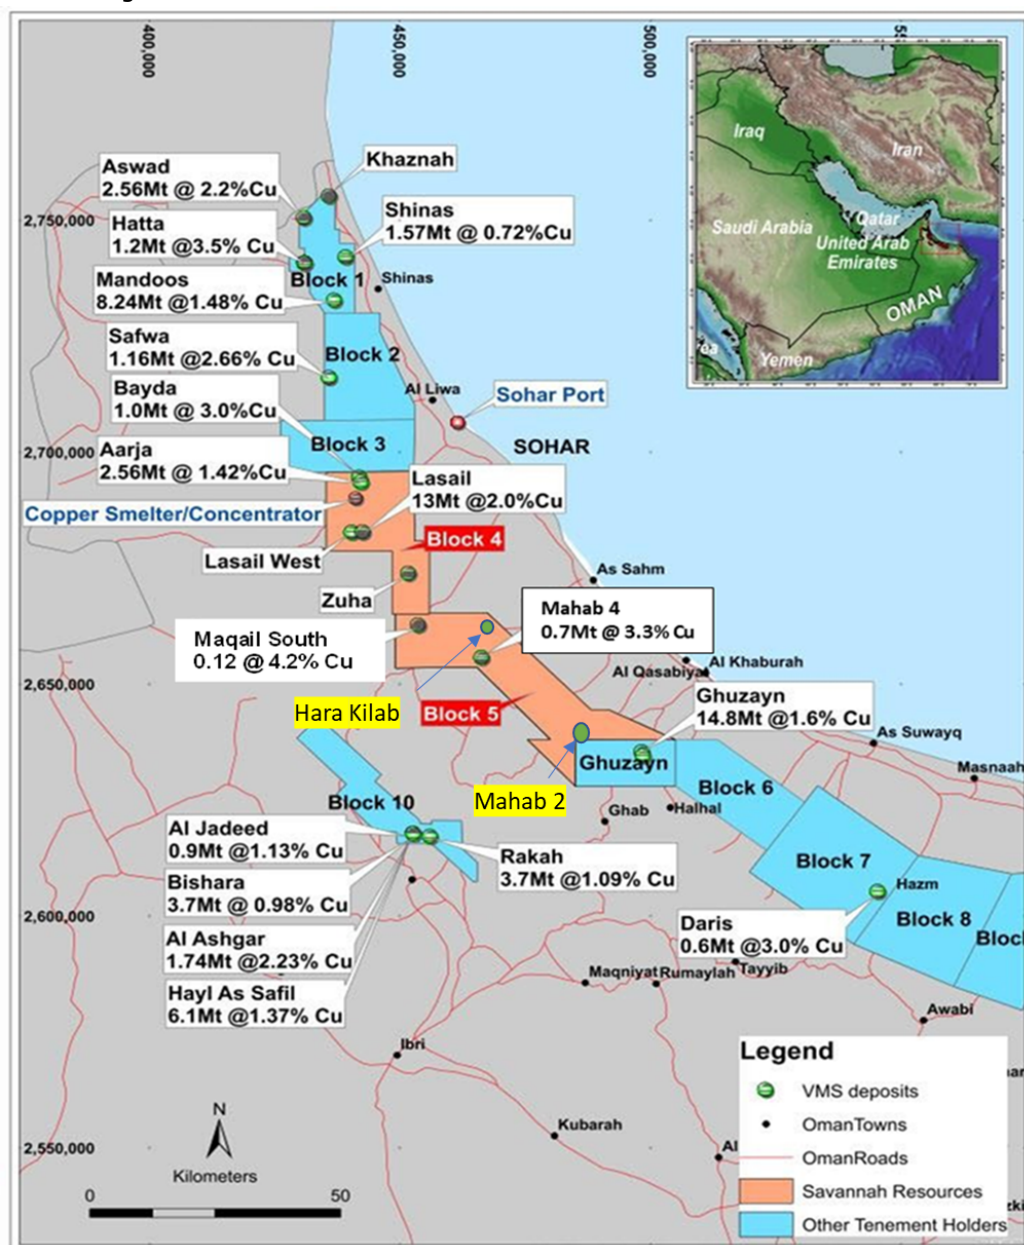 400,000
450,000
500,000
Iraq
Iran
Saudi Arabia
Qatar
United Arab
Emirates
OMAN
Yemen
Aswad
2.56Mt @ 2.2%Cu
Khaznah
2,750,000
Hatta
1.2Mt @3.5% Cu
Shinas
1.57Mt @ 0.72%Cu
Mandoos
8.24Mt @1.48% Cu
Block 1
Shinas
Safwa
1.16Mt @2.66% Cu
Block 2
Bayda
1.0Mt @ 3.0%Cu
Al Liwa
Sohar Port
2,700,000
Aarja
2.56Mt @ 1.42%Cu
Block 3
SOHAR
Lasail
13Mt @2.0%Cu
Copper Smelter/Concentrator
Block 4
Lasail West
As Sahm
Zuha
Mahab 4
0.7Mt @ 3.3% Cu
Maqail South
0.12 @ 4.2% Cu
2,650,000
Al Khaburah
Al Qasabiya
Hara Kilab
Block 5
Ghuzayn
14.8Mt @1.6% Cu
As Suwayq
Ghuzayn
Masnaah
Block 6
Mahab 2
Block 10
Ghab
Halhal
Al Jadeed
0.9Mt @1.13% Cu
Rakah
3.7Mt @1.09% Cu
Block 7
Bishara
3.7Mt @ 0.98% Cu
Hazm
2,600,000
Daris
0.6Mt @3.0% Cu
Block 8
Al Ashgar
1.74Mt @2.23% Cu
Maqniyat
Rumaylah
Tayyib
Hayl As Safil
6.1Mt @1.37% Cu
Awabi
Ibri
Legend
VMS deposits
OmanTowns
OmanRoads
Savannah Resources
Other Tenement Holders
N
Kilometers
0
50
Kubarah
2,550,000
Al